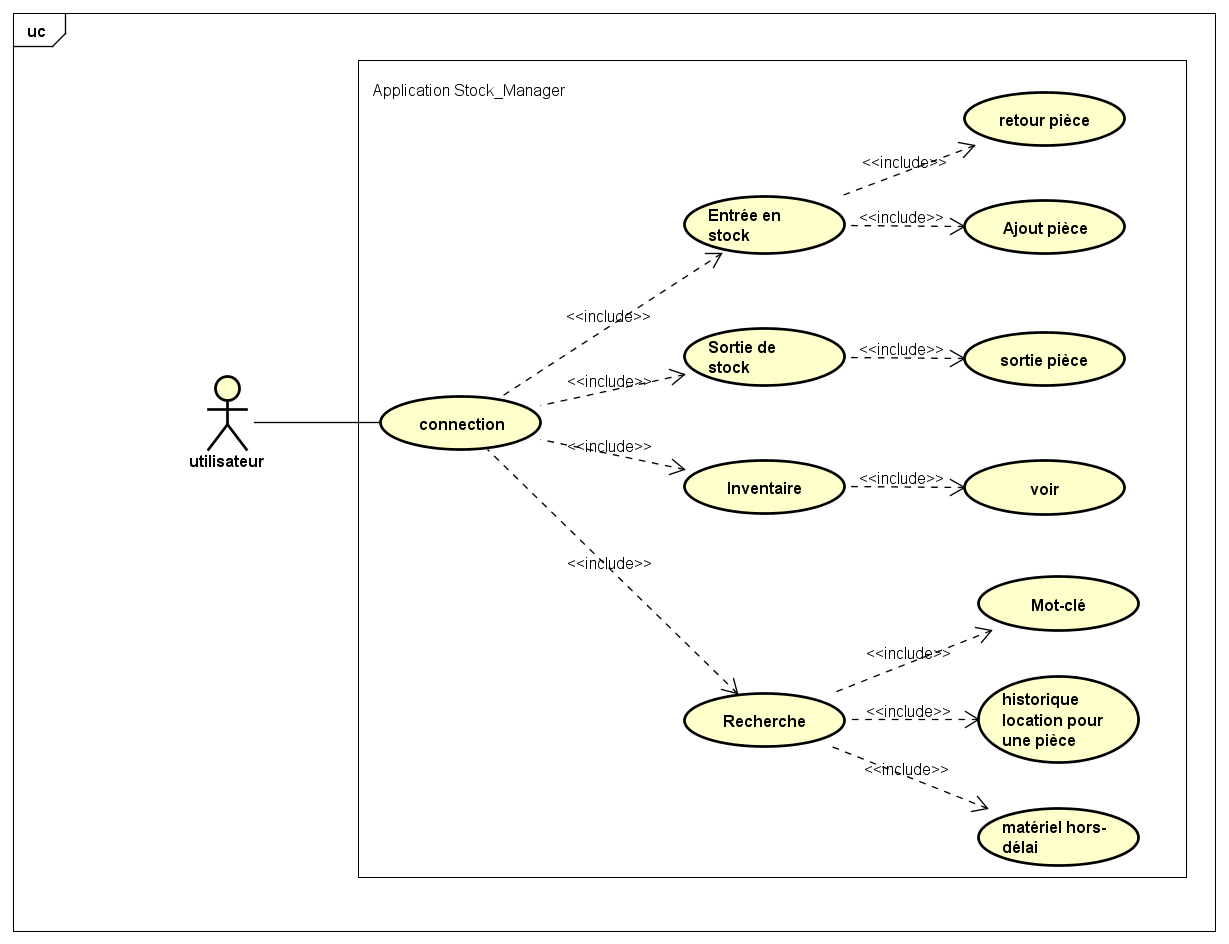 uc
Application Stock_Manager
retour pièce
<<include>>
Entrée en
stock
<<include>>
Ajout pièce
<<include>>
Sortie de
stock
<<include>>
sortie pièce
<<include>>
utilisateur
connection
<<include>>
Inventaire
<<include>>
voir
<<include>>
Mot-clé
<<include>>
Recherche
<<include>>
historique
location pour
une pièce
<<include>>
matériel hors-
délai